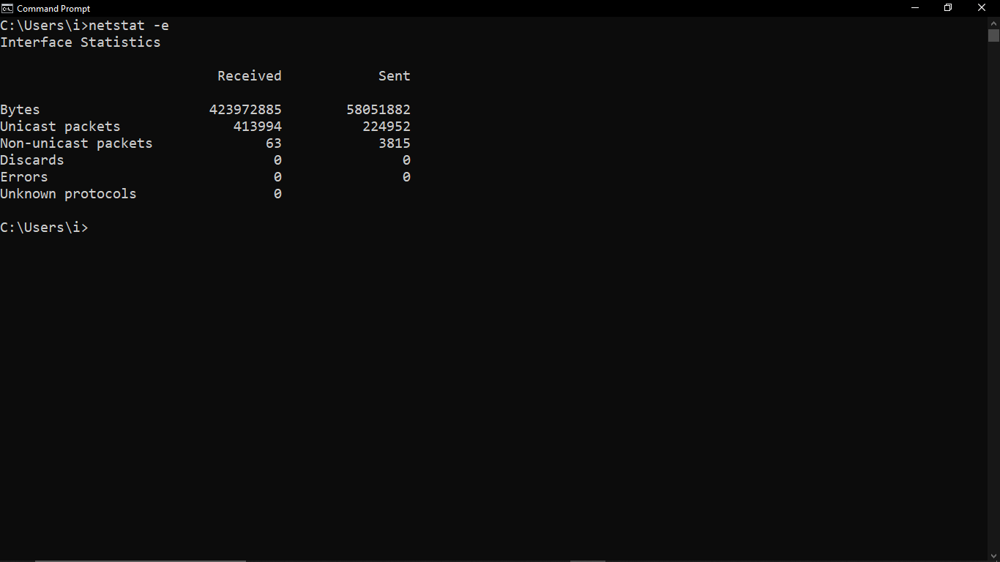 Command Prompt
C:\Users\i>netstat -e
Interface Statistics
Received Sent
Bytes 423972885 58051882
Unicast packets 413994 224952
Non-unicast packets 63 3815
Discards 0 0
Errors 0 0
Unknown protocols 0
C:\Users\i>